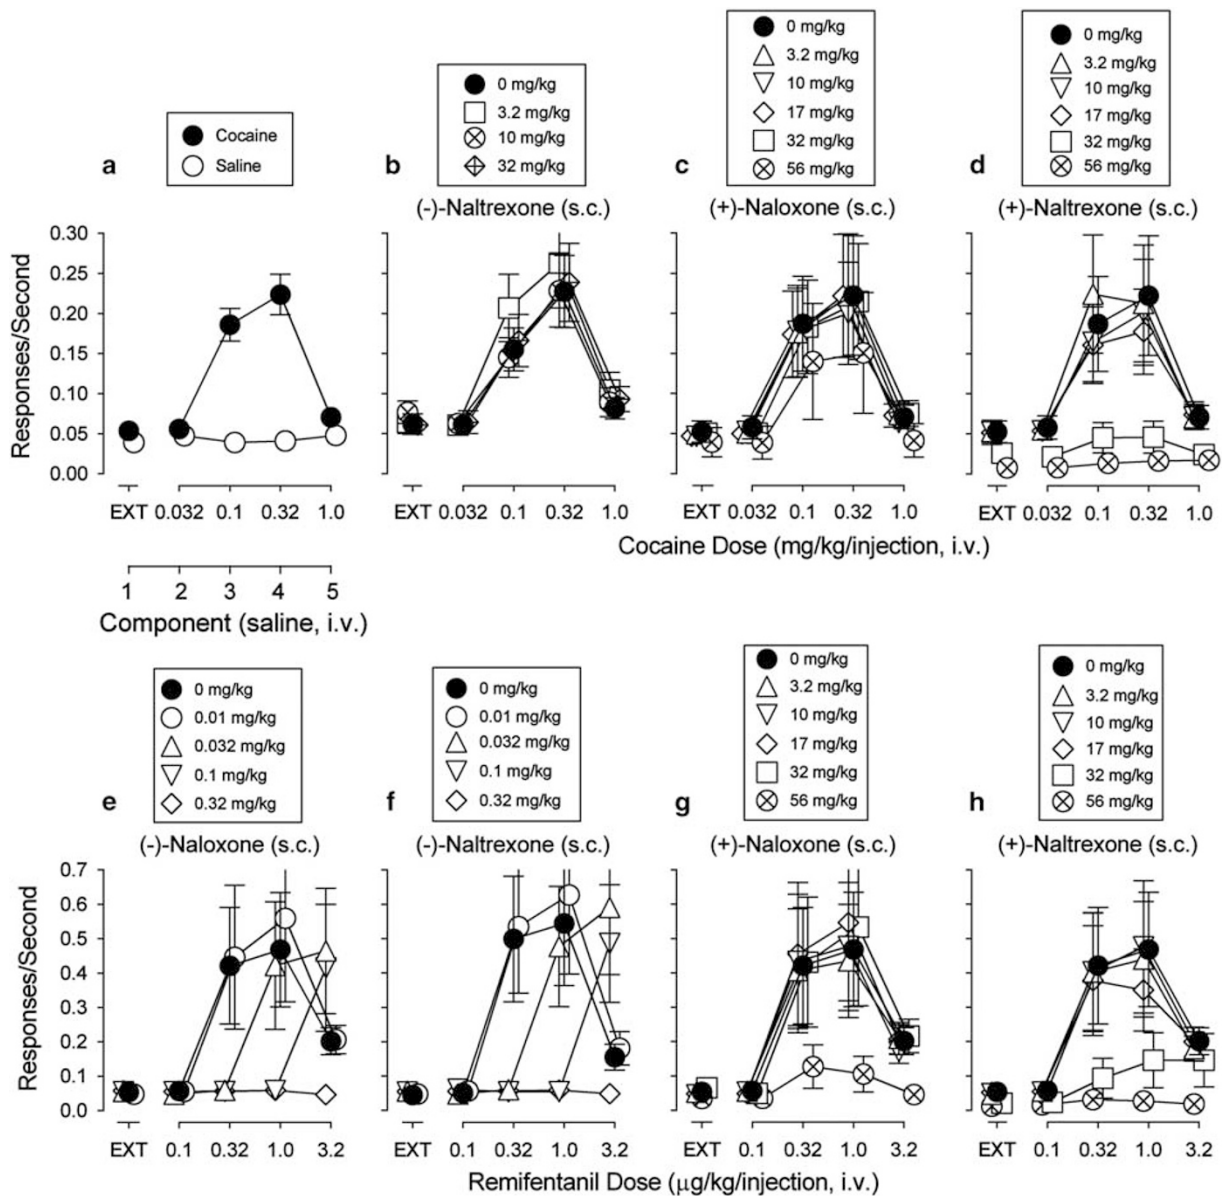 a
Cocaine
Saline
b
0 mg/kg
3.2 mg/kg
10 mg/kg
32 mg/kg
(-)-Naltrexone (s.c.)
c
0 mg/kg
3.2 mg/kg
10 mg/kg
17 mg/kg
32 mg/kg
56 mg/kg
(+)-Naloxone (s.c.)
d
0 mg/kg
3.2 mg/kg
10 mg/kg
17 mg/kg
32 mg/kg
56 mg/kg
(+)-Naltrexone (s.c.)
Responses/Second
0.30
0.25
0.20
0.15
0.10
0.05
0.00
EXT 0.032 0.1 0.32 1.0
EXT 0.032 0.1 0.32 1.0
EXT 0.032 0.1 0.32 1.0
EXT 0.032 0.1 0.32 1.0
Cocaine Dose (mg/kg/injection, i.v.)
1 2 3 4 5
Component (saline, i.v.)
e
0 mg/kg
0.01 mg/kg
0.032 mg/kg
0.1 mg/kg
0.32 mg/kg
(-)-Naloxone (s.c.)
f
0 mg/kg
0.01 mg/kg
0.032 mg/kg
0.1 mg/kg
0.32 mg/kg
(-)-Naltrexone (s.c.)
g
0 mg/kg
3.2 mg/kg
10 mg/kg
17 mg/kg
32 mg/kg
56 mg/kg
(+)-Naloxone (s.c.)
h
0 mg/kg
3.2 mg/kg
10 mg/kg
17 mg/kg
32 mg/kg
56 mg/kg
(+)-Naltrexone (s.c.)
Responses/Second
0.7
0.6
0.5
0.4
0.3
0.2
0.1
0.0
EXT 0.1 0.32 1.0 3.2
EXT 0.1 0.32 1.0 3.2
EXT 0.1 0.32 1.0 3.2
EXT 0.1 0.32 1.0 3.2
Remifentanil Dose (μg/kg/injection, i.v.)